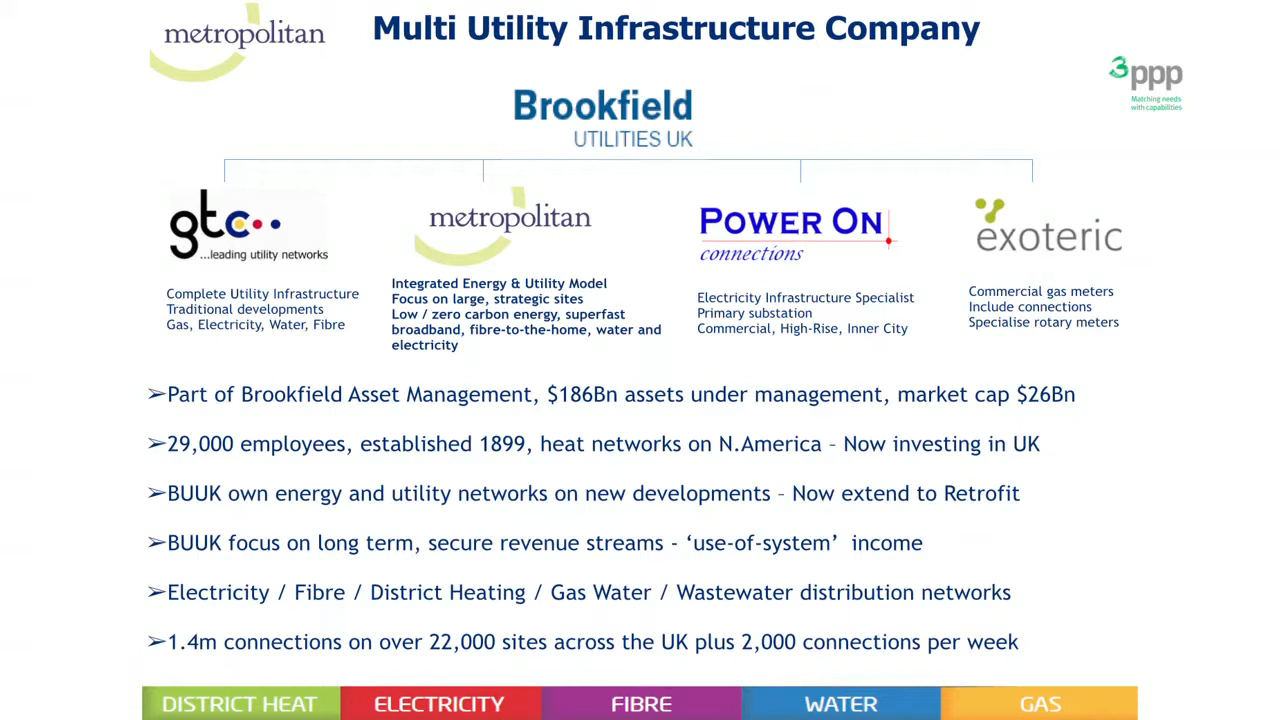 metropolitan
Multi Utility Infrastructure Company
3ppp
Matching needs
with capabilities
Brookfield
UTILITIES UK
gtc
...leading utility networks
metropolitan
POWER ON
connections
exoteric
Complete Utility Infrastructure
Traditional developments
Gas, Electricity, Water, Fibre
Integrated Energy & Utility Model
Focus on large, strategic sites
Low / zero carbon energy, superfast
broadband, fibre-to-the-home, water and
electricity
Electricity Infrastructure Specialist
Primary substation
Commercial, High-Rise, Inner City
Commercial gas meters
Include connections
Specialise rotary meters
➢Part of Brookfield Asset Management, $186Bn assets under management, market cap $26Bn
➢29,000 employees, established 1899, heat networks on N.America – Now investing in UK
➢BUUK own energy and utility networks on new developments – Now extend to Retrofit
➢BUUK focus on long term, secure revenue streams - ‘use-of-system’ income
➢Electricity / Fibre / District Heating / Gas Water / Wastewater distribution networks
➢1.4m connections on over 22,000 sites across the UK plus 2,000 connections per week
DISTRICT HEAT ELECTRICITY FIBRE WATER GAS